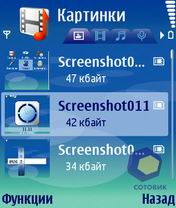 Картинки
Screenshot0...
47 кбайт
Screenshot011
42 кбайт
Screenshot0...
34 кбайт
СОТОВИК
Функции
Назад